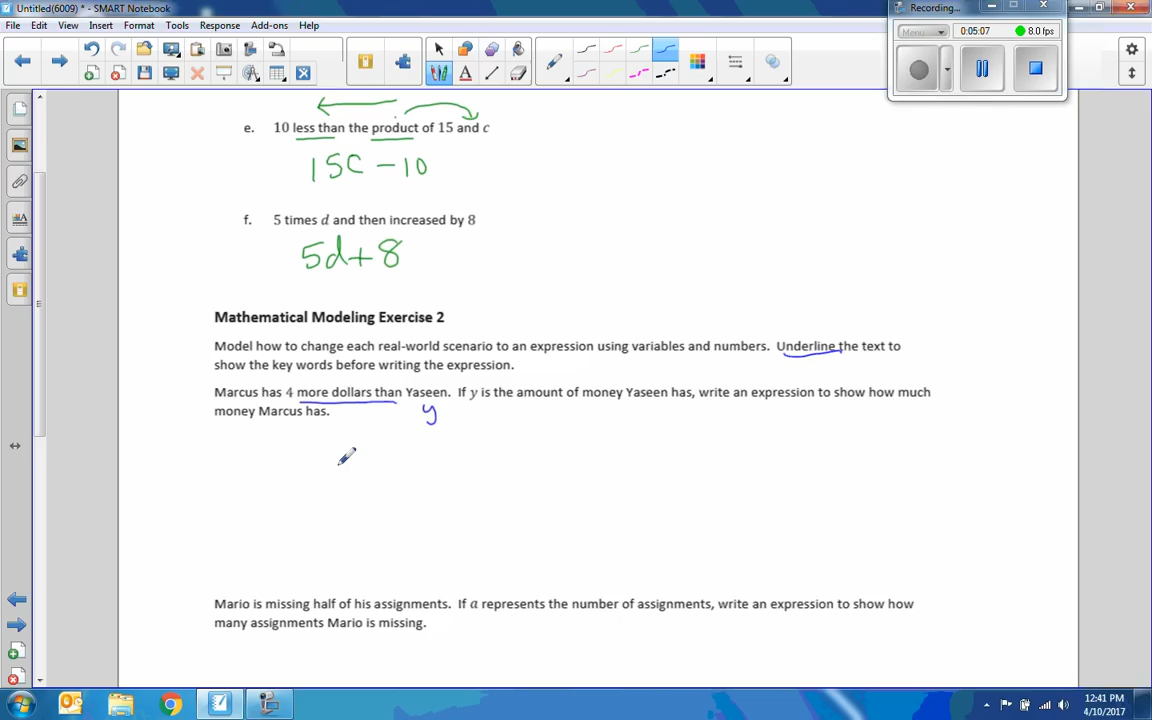 Untitled(6009) * - SMART Notebook
Recording...
File Edit View Insert Format Tools Response Add-ons Help
Menu 0:05:07 8.0 fps
e. 10 less than the product of 15 and c
15C - 10
f. 5 times d and then increased by 8
5d+8
Mathematical Modeling Exercise 2
Model how to change each real-world scenario to an expression using variables and numbers. Underline the text to
show the key words before writing the expression.
Marcus has 4 more dollars than Yaseen. If y is the amount of money Yaseen has, write an expression to show how much
money Marcus has.
y
Mario is missing half of his assignments. If a represents the number of assignments, write an expression to show how
many assignments Mario is missing.
12:41 PM
4/10/2017